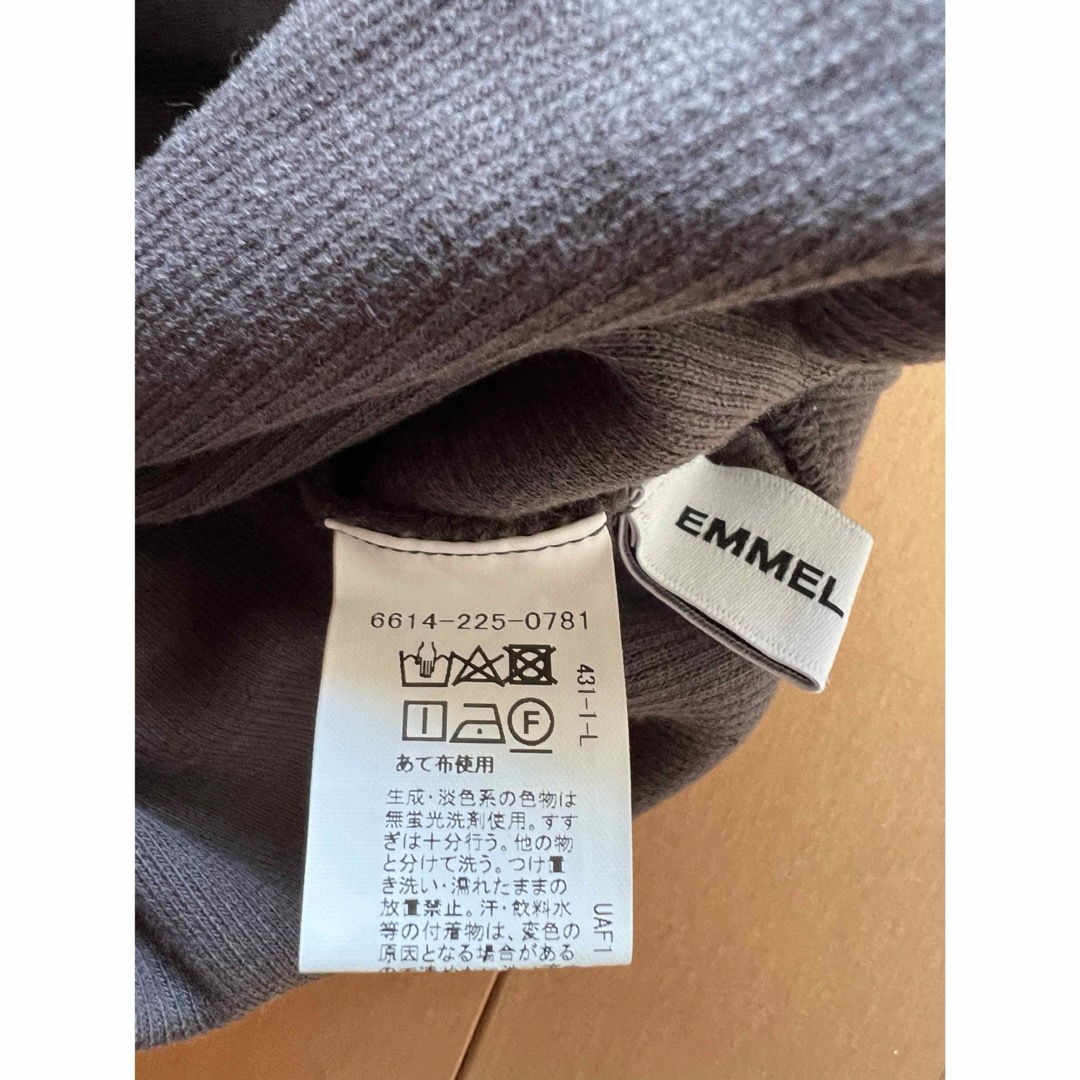 EMMEL
6614-225-0781
F
431-1-L
あて布使用
生成・淡色系の色物は
無蛍光洗剤使用。すす
ぎは十分行う。他の物
と分けて洗う。つけ置
き洗い・濡れたままの
放置禁止。汗・飲料水
等の付着物は、変色の
原因となる場合がある
UAF1